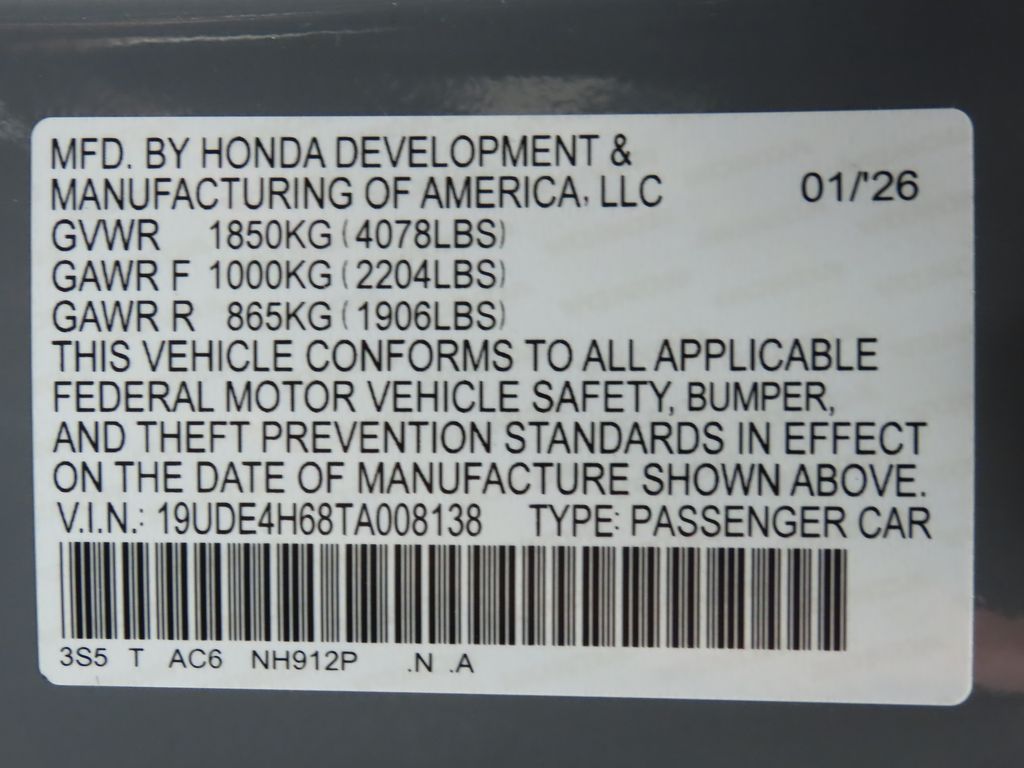 MFD. BY HONDA DEVELOPMENT &
MANUFACTURING OF AMERICA, LLC 01/'26
GVWR 1850KG (4078LBS)
GAWR F 1000KG (2204LBS)
GAWR R 865KG (1906LBS)
THIS VEHICLE CONFORMS TO ALL APPLICABLE
FEDERAL MOTOR VEHICLE SAFETY, BUMPER,
AND THEFT PREVENTION STANDARDS IN EFFECT
ON THE DATE OF MANUFACTURE SHOWN ABOVE.
V.I.N.: 19UDE4H68TA008138 TYPE: PASSENGER CAR
3S5 T AC6 NH912P .N .A